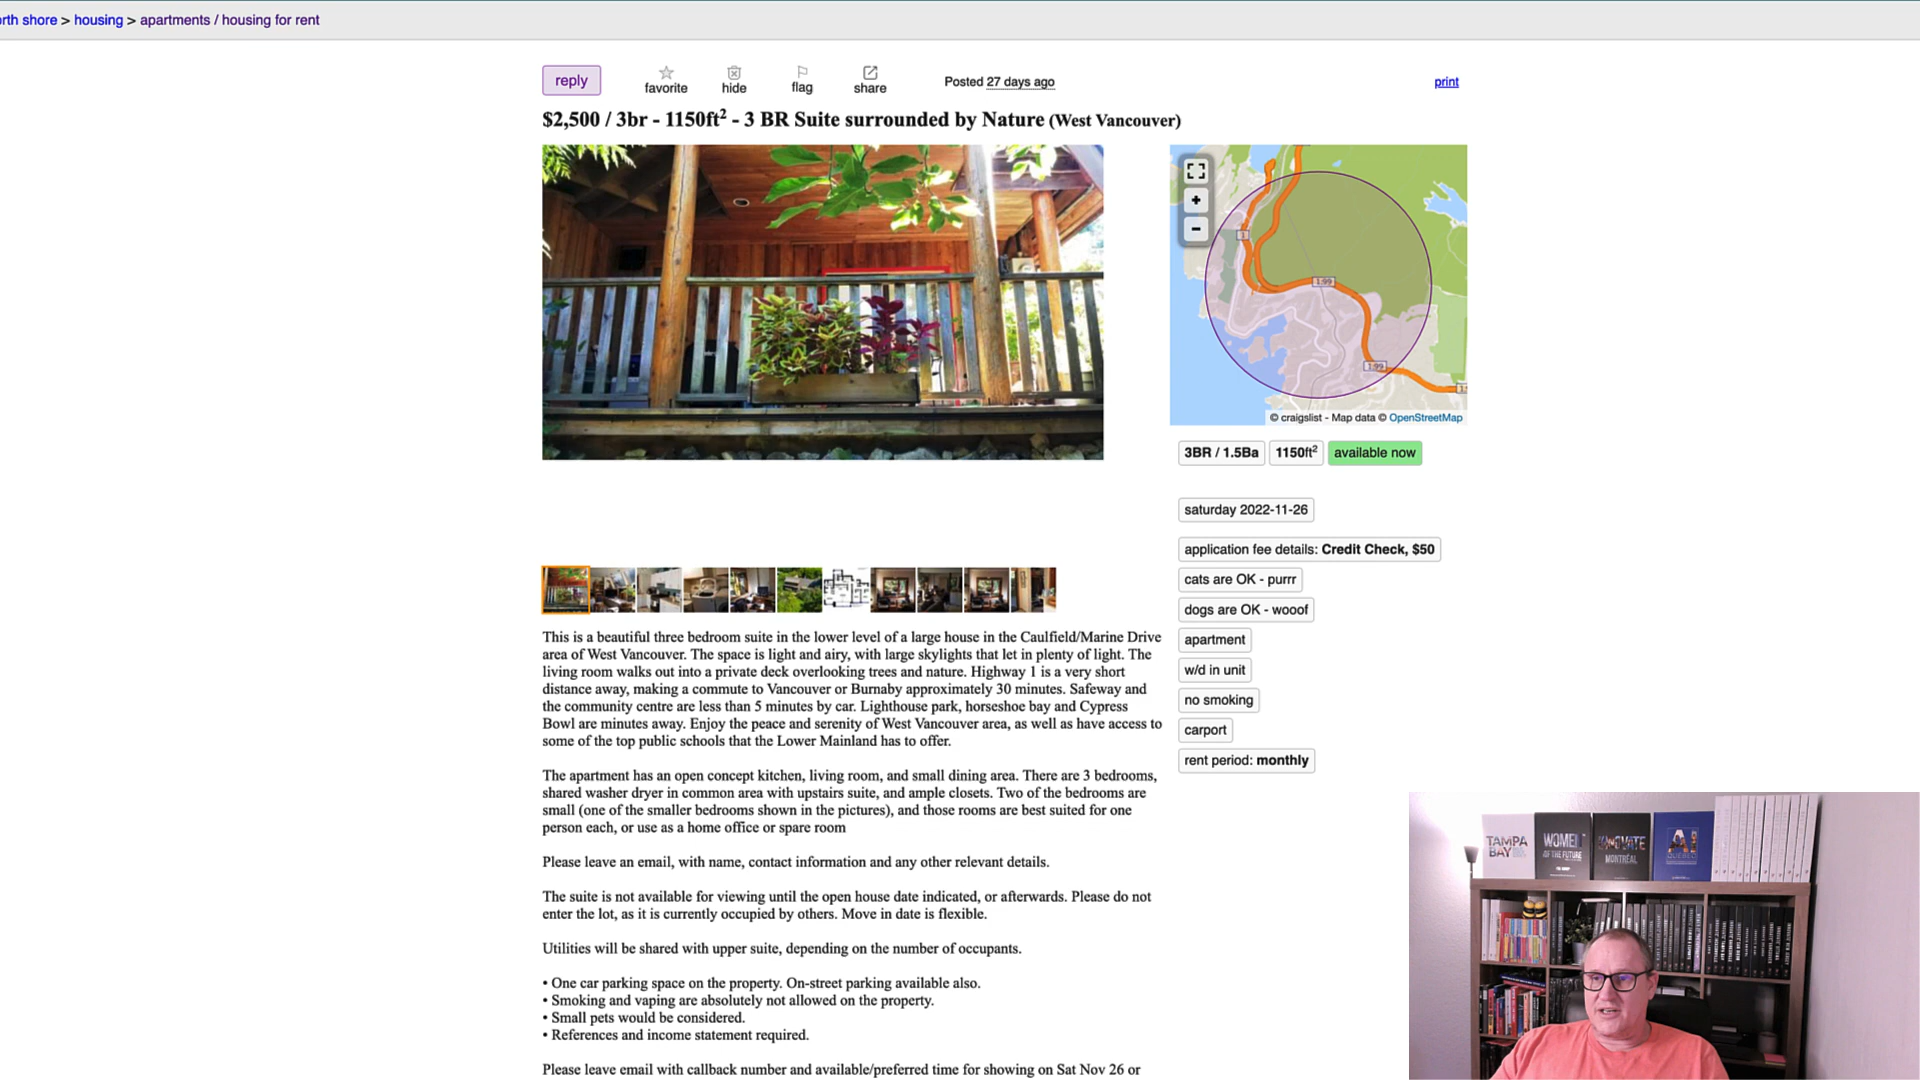 rth shore > housing > apartments / housing for rent
reply
favorite
hide
flag
share
Posted 27 days ago
print
$2,500 / 3br - 1150ft2 - 3 BR Suite surrounded by Nature (West Vancouver)
+
-
1
1;99
1;99
© craigslist - Map data © OpenStreetMap
3BR / 1.5Ba
1150ft2
available now
saturday 2022-11-26
application fee details: Credit Check, $50
cats are OK - purrr
dogs are OK - wooof
apartment
w/d in unit
no smoking
carport
rent period: monthly
This is a beautiful three bedroom suite in the lower level of a large house in the Caulfield/Marine Drive
area of West Vancouver. The space is light and airy, with large skylights that let in plenty of light. The
living room walks out into a private deck overlooking trees and nature. Highway 1 is a very short
distance away, making a commute to Vancouver or Burnaby approximately 30 minutes. Safeway and
the community centre are less than 5 minutes by car. Lighthouse park, horseshoe bay and Cypress
Bowl are minutes away. Enjoy the peace and serenity of West Vancouver area, as well as have access to
some of the top public schools that the Lower Mainland has to offer.
The apartment has an open concept kitchen, living room, and small dining area. There are 3 bedrooms,
shared washer dryer in common area with upstairs suite, and ample closets. Two of the bedrooms are
small (one of the smaller bedrooms shown in the pictures), and those rooms are best suited for one
person each, or use as a home office or spare room
Please leave an email, with name, contact information and any other relevant details.
The suite is not available for viewing until the open house date indicated, or afterwards. Please do not
enter the lot, as it is currently occupied by others. Move in date is flexible.
Utilities will be shared with upper suite, depending on the number of occupants.
• One car parking space on the property. On-street parking available also.
• Smoking and vaping are absolutely not allowed on the property.
• Small pets would be considered.
• References and income statement required.
Please leave email with callback number and available/preferred time for showing on Sat Nov 26 or
TAMPA
BAY
WOMEN
OF THE FUTURE
INNOVATE
MONTRÉAL
AI
QUEBEC